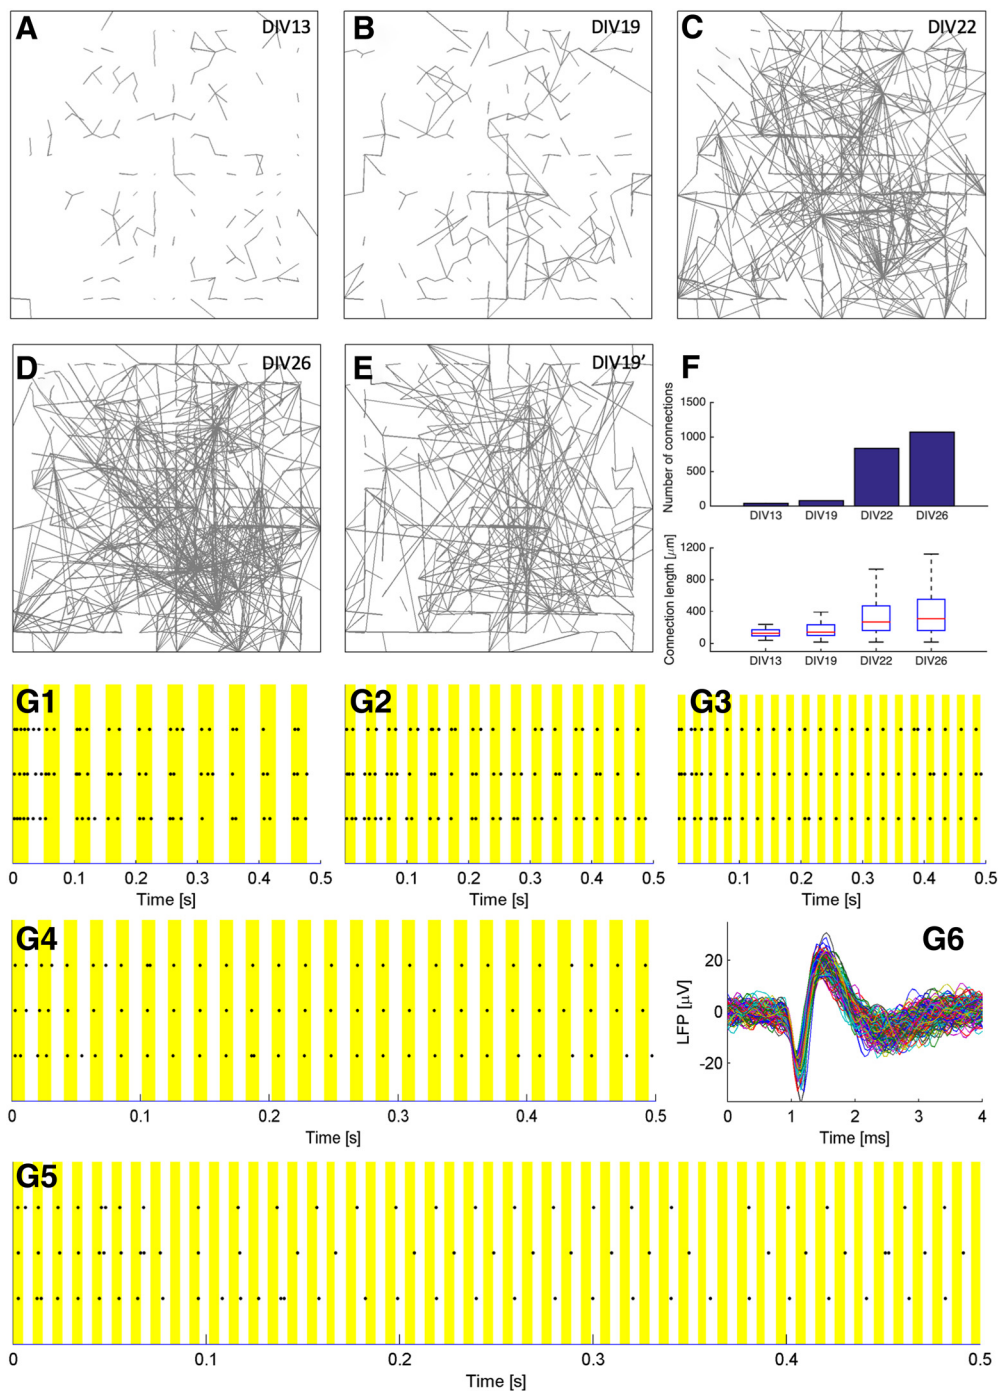 A DIV13
B DIV19
C DIV22
D DIV26
E DIV19’
F
Number of connections
1500
1000
500
0
DIV13 DIV19 DIV22 DIV26
Connection length [μm]
1200
800
400
0
DIV13 DIV19 DIV22 DIV26
G1
0 0.1 0.2 0.3 0.4 0.5
Time [s]
G2
0 0.1 0.2 0.3 0.4 0.5
Time [s]
G3
0.1 0.2 0.3 0.4 0.5
Time [s]
G4
0 0.1 0.2 0.3 0.4 0.5
Time [s]
G6
LFP [μV]
20
0
-20
0 1 2 3 4
Time [ms]
G5
0 0.1 0.2 0.3 0.4 0.5
Time [s]